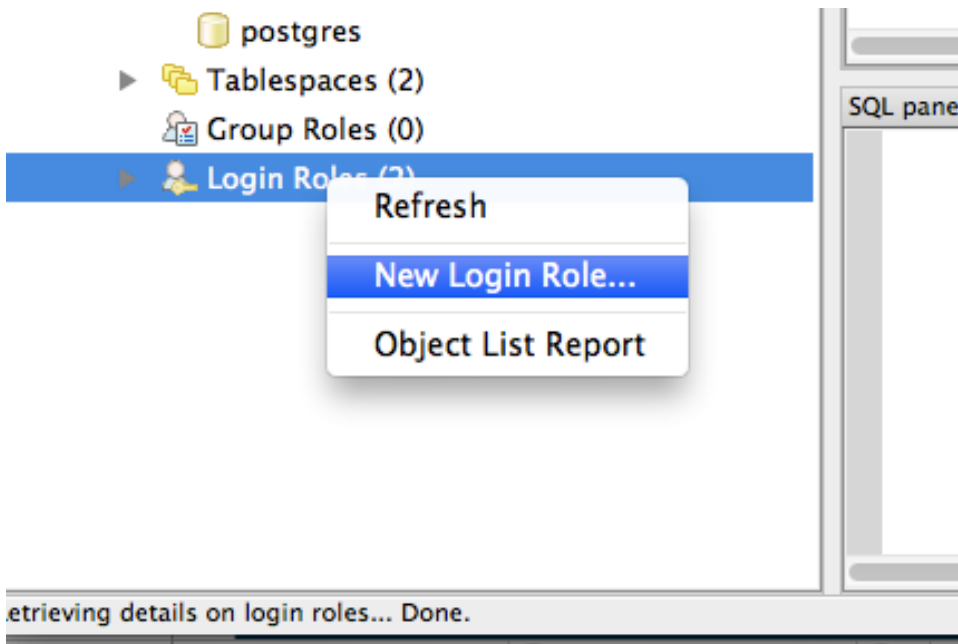 postgres
Tablespaces (2)
Group Roles (0)
Login Roles (2)
Refresh
New Login Role...
Object List Report
SQL pane
etrieving details on login roles... Done.